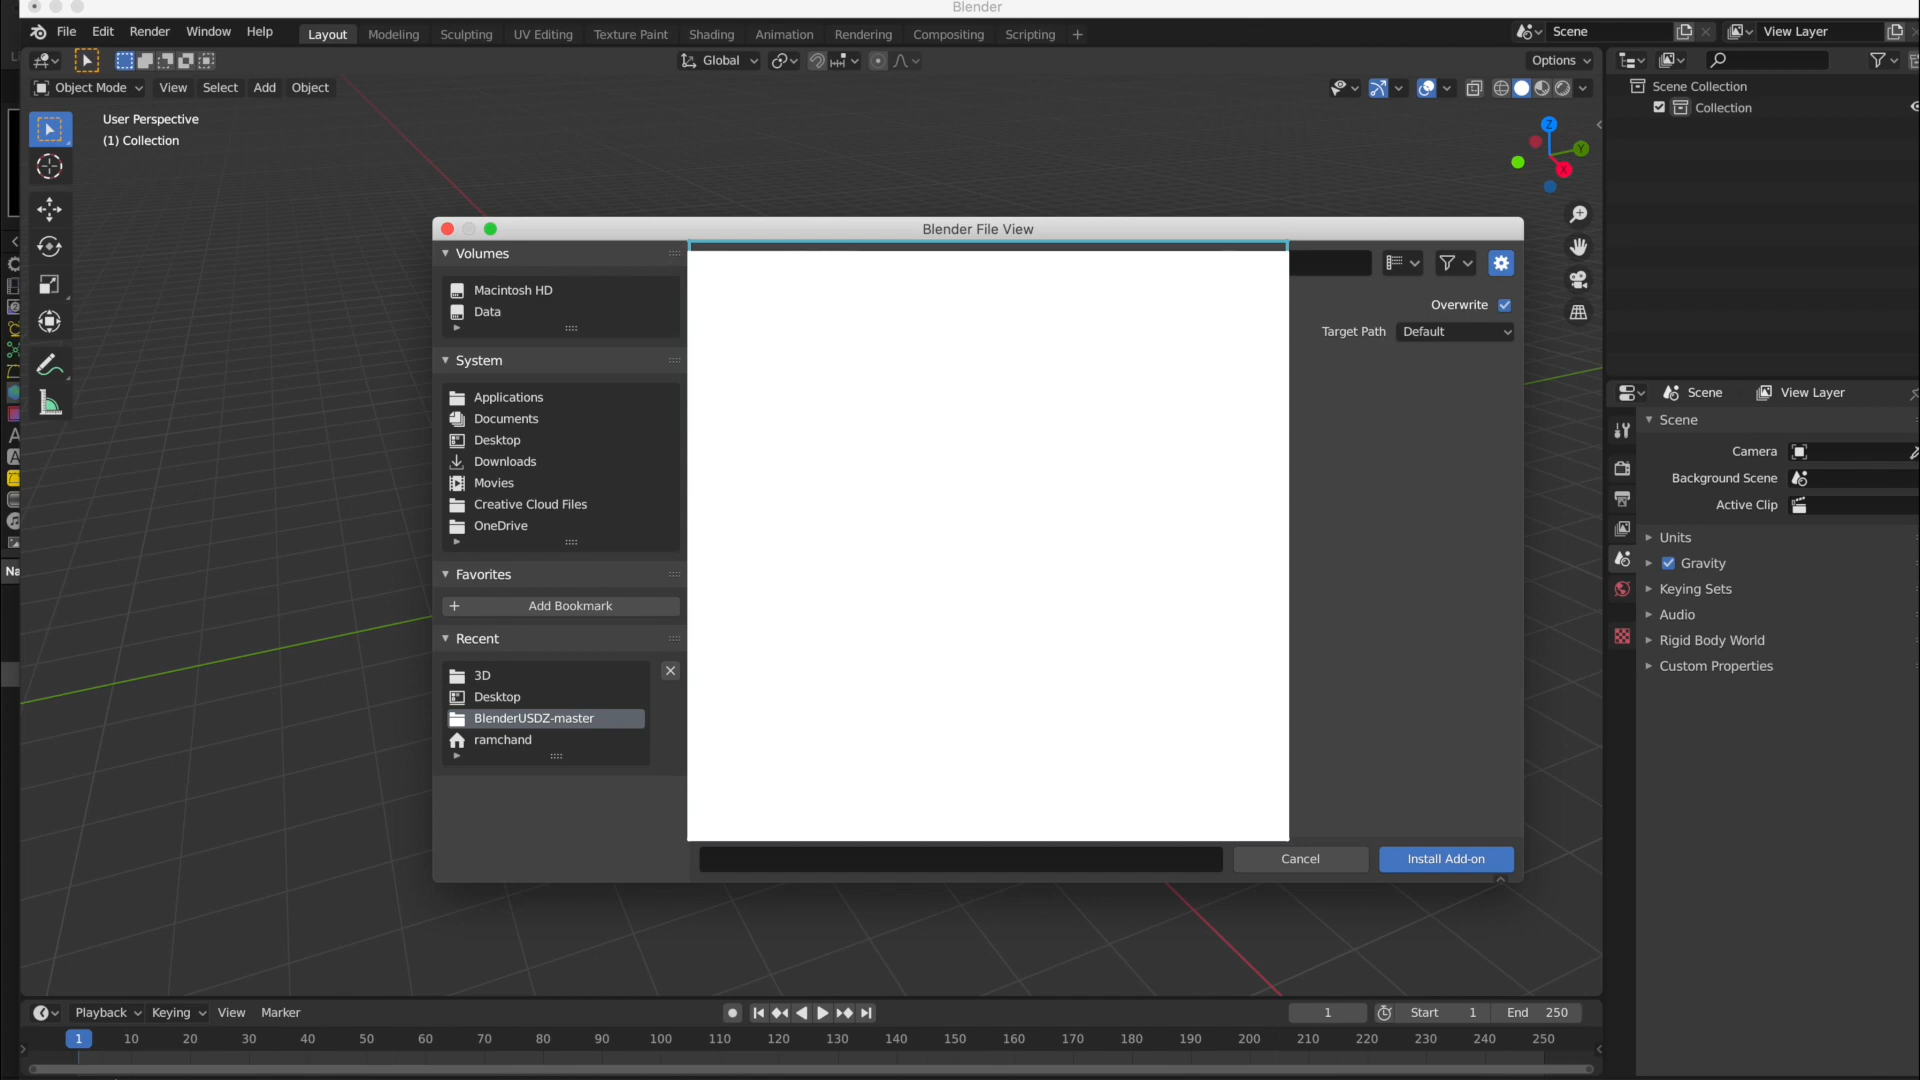 Blender
File Edit Render Window Help Layout Modeling Sculpting UV Editing Texture Paint Shading Animation Rendering Compositing Scripting + Scene View Layer
Global Options
Object Mode View Select Add Object
Scene Collection
Collection
User Perspective
(1) Collection
Z
Y
X
Blender File View
Volumes
Macintosh HD
Data
System
Applications
Documents
Desktop
Downloads
Movies
Creative Cloud Files
OneDrive
Favorites
+ Add Bookmark
Recent
3D
Desktop
BlenderUSDZ-master
ramchand
Overwrite
Target Path Default
Cancel Install Add-on
Scene View Layer
Scene
Camera
Background Scene
Active Clip
Units
Gravity
Keying Sets
Audio
Rigid Body World
Custom Properties
Na
Playback Keying View Marker 1 Start 1 End 250
1 10 20 30 40 50 60 70 80 90 100 110 120 130 140 150 160 170 180 190 200 210 220 230 240 250